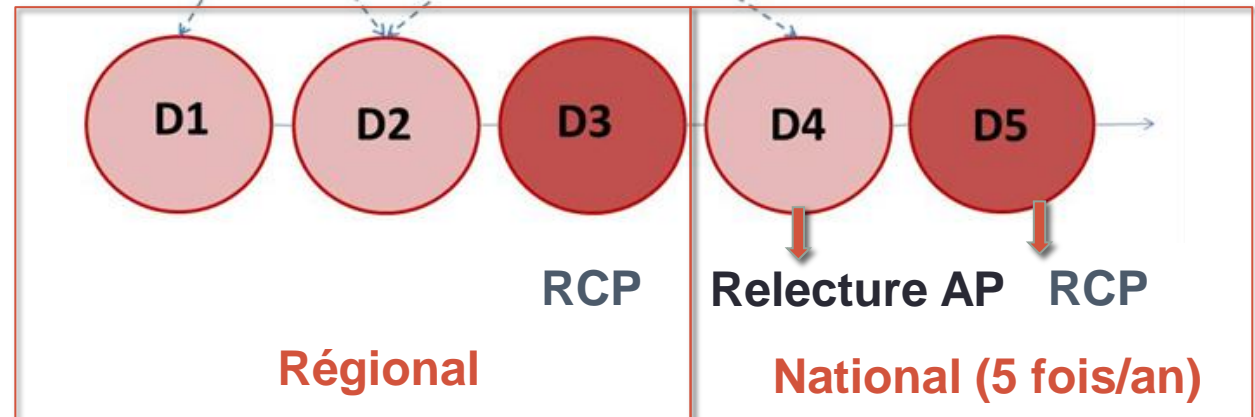 D1 D2 D3 D4 D5
RCP Relecture AP RCP
Régional National (5 fois/an)